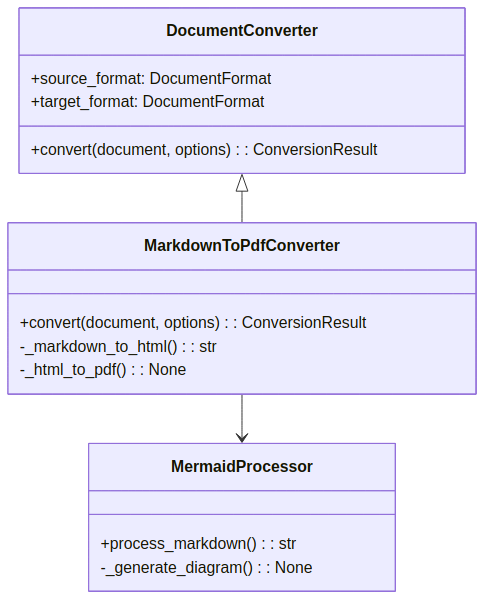 DocumentConverter
+source_format: DocumentFormat
+target_format: DocumentFormat
+convert(document, options) : : ConversionResult
MarkdownToPdfConverter
+convert(document, options) : : ConversionResult
-_markdown_to_html() : : str
-_html_to_pdf() : : None
MermaidProcessor
+process_markdown() : : str
-_generate_diagram() : : None